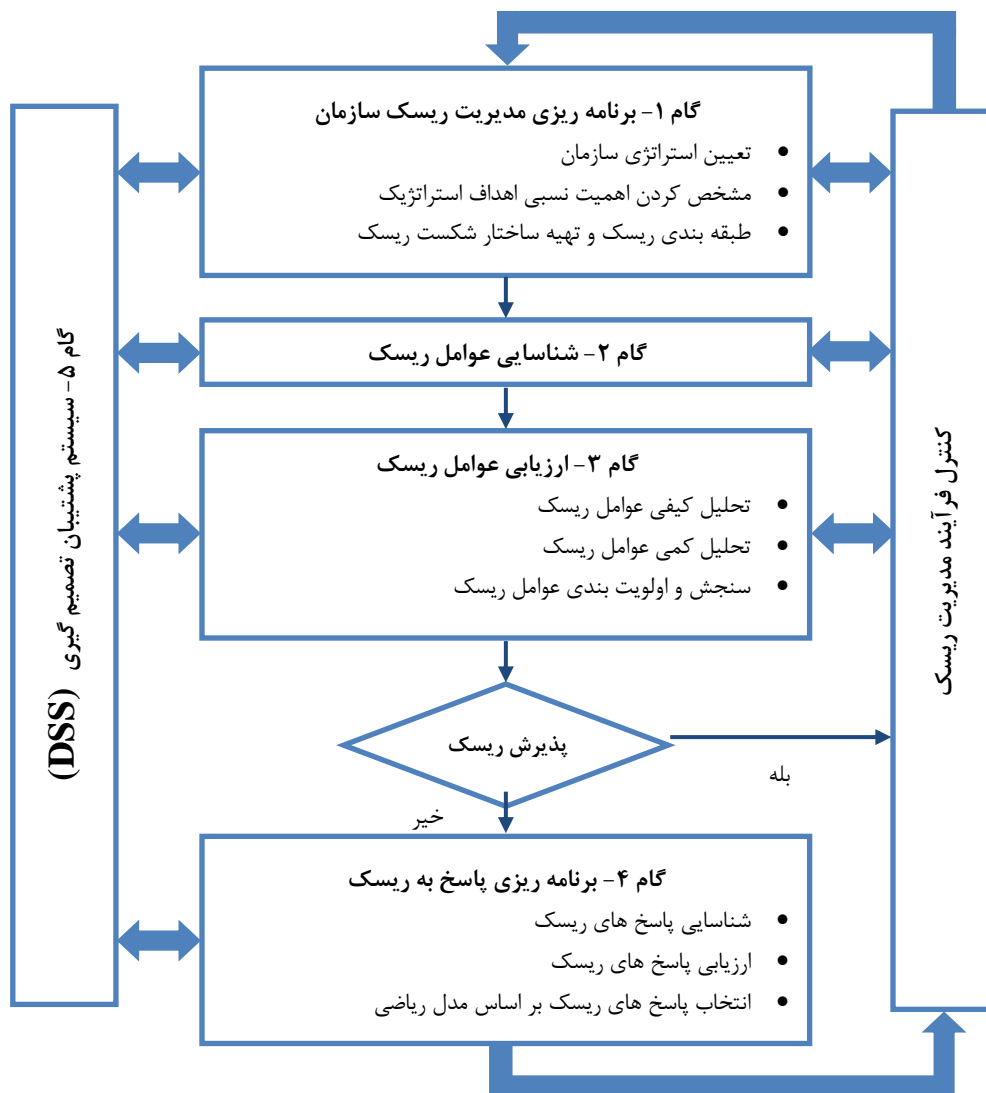 گام ۱- برنامه ریزی مدیریت ریسک سازمان
• تعیین استراتژی سازمان
• مشخص کردن اهمیت نسبی اهداف استراتژیک
• طبقه بندی ریسک و تهیه ساختار شکست ریسک
گام ۲- شناسایی عوامل ریسک
گام ۳- ارزیابی عوامل ریسک
• تحلیل کیفی عوامل ریسک
• تحلیل کمی عوامل ریسک
• سنجش و اولویت بندی عوامل ریسک
پذیرش ریسک
بله
خیر
گام ۴- برنامه ریزی پاسخ به ریسک
• شناسایی پاسخ های ریسک
• ارزیابی پاسخ های ریسک
• انتخاب پاسخ های ریسک بر اساس مدل ریاضی
کنترل فرآیند مدیریت ریسک
گام ۵- سیستم پشتیبان تصمیم گیری
(DSS)